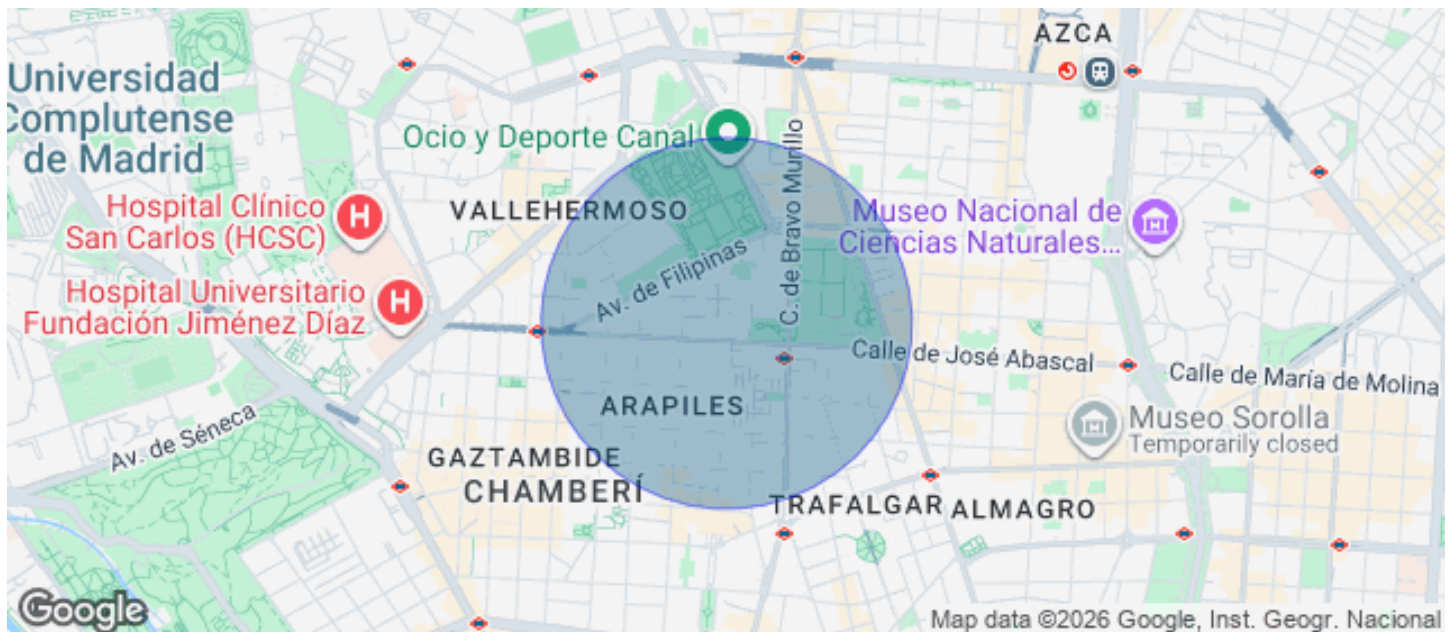 AZCA
Universidad
Complutense
de Madrid
Ocio y Deporte Canal
C. de Bravo Murillo
Hospital Clínico
San Carlos (HCSC)
VALLEHERMOSO
Museo Nacional de
Ciencias Naturales...
Av. de Filipinas
Hospital Universitario
Fundación Jiménez Díaz
Calle de José Abascal
Calle de María de Molina
ARAPILES
Museo Sorolla
Temporarily closed
Av. de Séneca
GAZTAMBIDE
CHAMBERÍ
TRAFALGAR
ALMAGRO
Google
Map data ©2026 Google, Inst. Geogr. Nacional